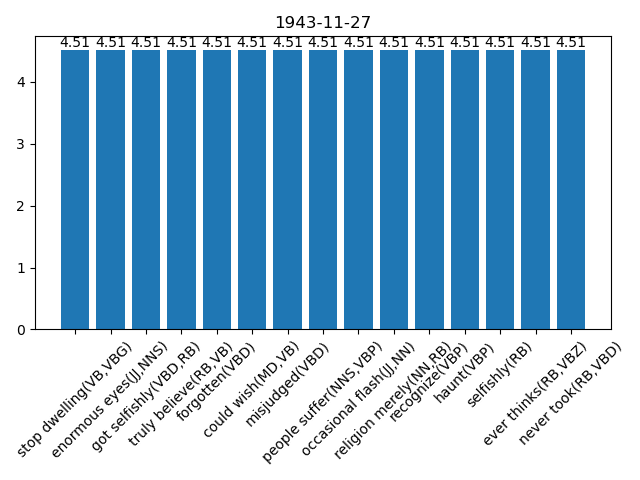 1943-11-27
4.51 4.51 4.51 4.51 4.51 4.51 4.51 4.51 4.51 4.51 4.51 4.51 4.51 4.51 4.51
4
3
2
1
0
stop dwelling(VB,VBG)
enormous eyes(JJ,NNS)
got selfishly(VBD,RB)
truly believe(RB,VB)
forgotten(VBD)
could wish(MD,VB)
misjudged(VBD)
people suffer(NNS,VBP)
occasional flash(JJ,NN)
religion merely(NN,RB)
recognize(VBP)
haunt(VBP)
selfishly(RB)
ever thinks(RB,VBZ)
never took(RB,VBD)